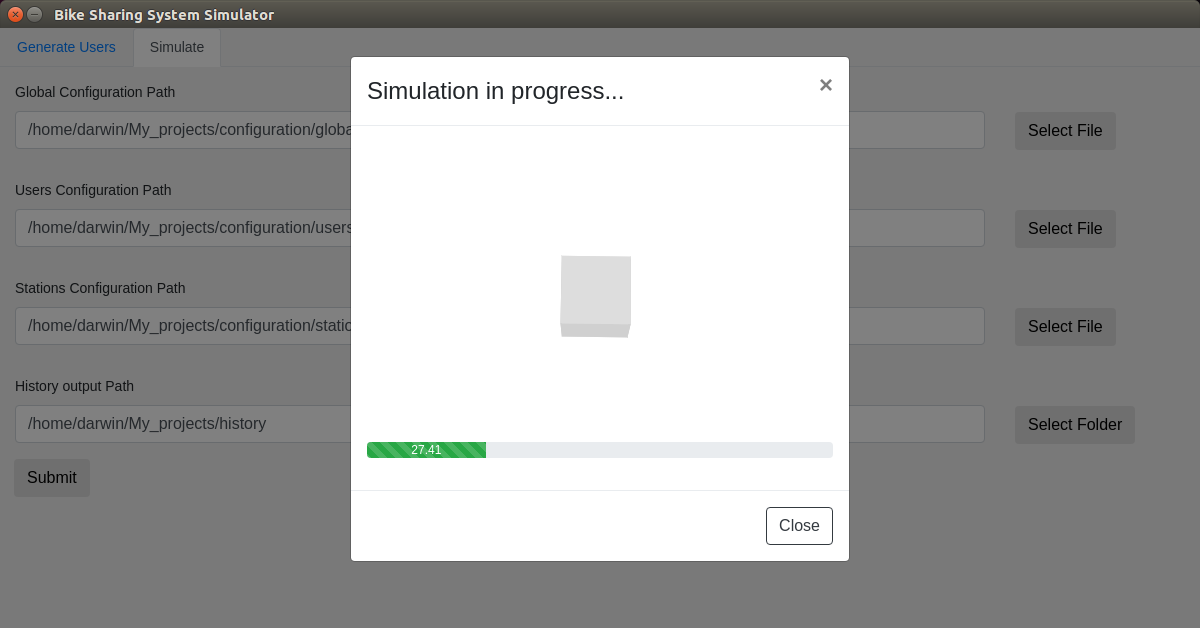 Bike Sharing System Simulator
Generate Users
Simulate
Simulation in progress...
×
Global Configuration Path
/home/darwin/My_projects/configuration/globa
Select File
Users Configuration Path
/home/darwin/My_projects/configuration/users
Select File
Stations Configuration Path
/home/darwin/My_projects/configuration/static
Select File
History output Path
/home/darwin/My_projects/history
Select Folder
27.41
Submit
Close